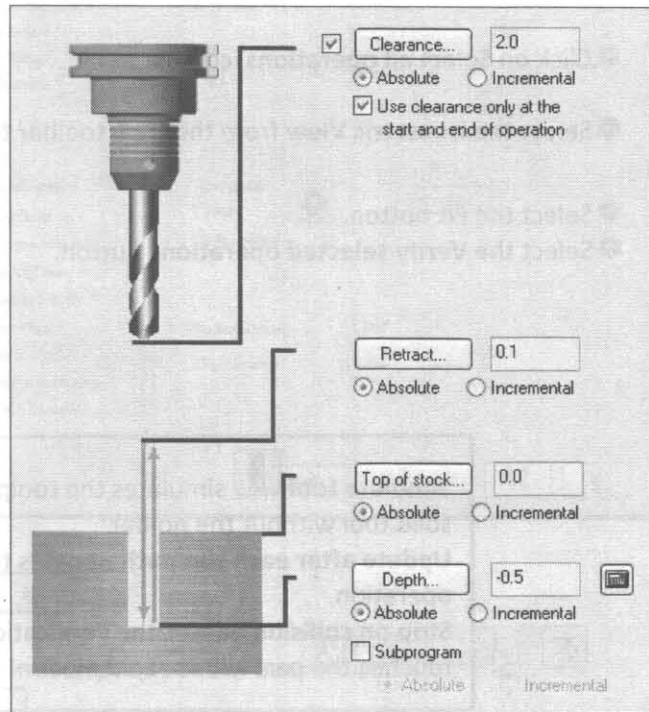 Clearance... 2.0
Absolute Incremental
Use clearance only at the
start and end of operation
Retract... 0.1
Absolute Incremental
Top of stock... 0.0
Absolute Incremental
Depth... -0.5
Absolute Incremental
Subprogram
Absolute Incremental